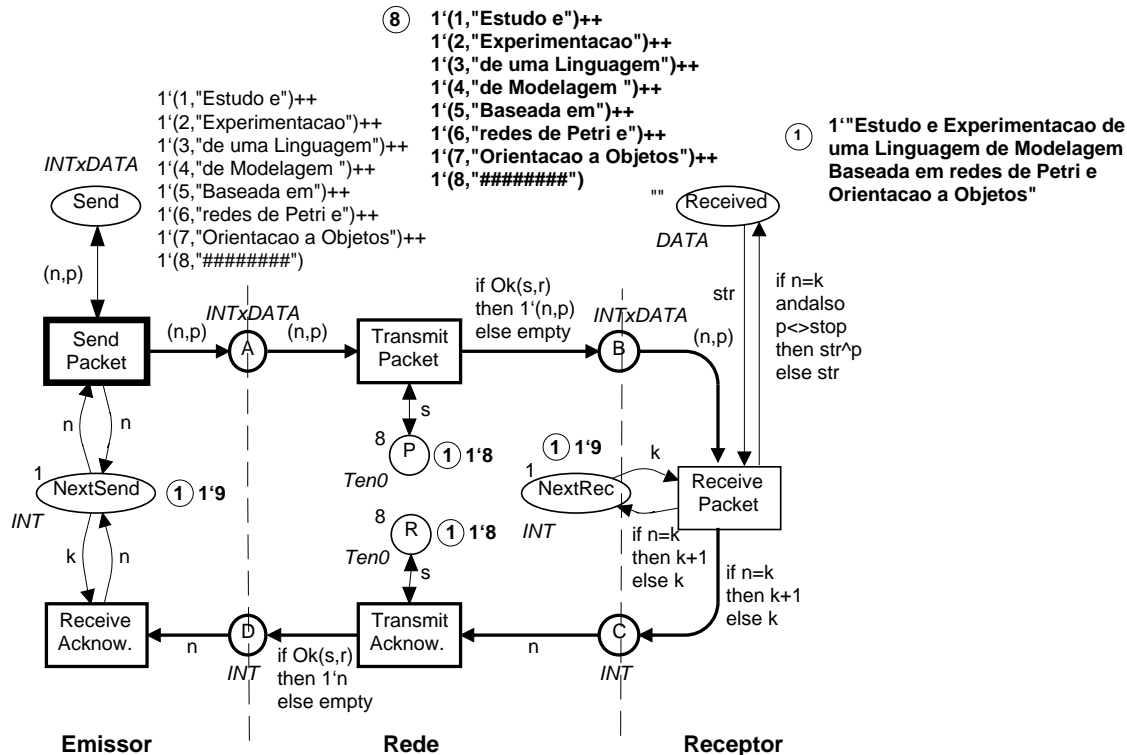 8
1‘(1,"Estudo e")++
1‘(2,"Experimentacao")++
1‘(3,"de uma Linguagem")++
1‘(4,"de Modelagem ")++
1‘(5,"Baseada em")++
1‘(6,"redes de Petri e")++
1‘(7,"Orientacao a Objetos")++
1‘(8,"########")
1‘(1,"Estudo e")++
1‘(2,"Experimentacao")++
1‘(3,"de uma Linguagem")++
1‘(4,"de Modelagem ")++
1‘(5,"Baseada em")++
1‘(6,"redes de Petri e")++
1‘(7,"Orientacao a Objetos")++
1‘(8,"########")
1
1‘"Estudo e Experimentacao de
uma Linguagem de Modelagem
Baseada em redes de Petri e
Orientacao a Objetos"
INTxDATA
Send
""
Received
DATA
(n,p)
INTxDATA
if Ok(s,r)
then 1‘(n,p)
else empty
INTxDATA
str
if n=k
andalso
p<>stop
then str^p
else str
Send
Packet
(n,p)
A
(n,p)
Transmit
Packet
B
(n,p)
n
n
s
8
P
1
1‘8
Ten0
1
NextSend
1
1‘9
INT
1
1‘9
1
NextRec
INT
k
Receive
Packet
8
R
1
1‘8
Ten0
s
k
n
if n=k
then k+1
else k
if n=k
then k+1
else k
Receive
Acknow.
n
D
INT
if Ok(s,r)
then 1‘n
else empty
Transmit
Acknow.
n
C
INT
Emissor
Rede
Receptor